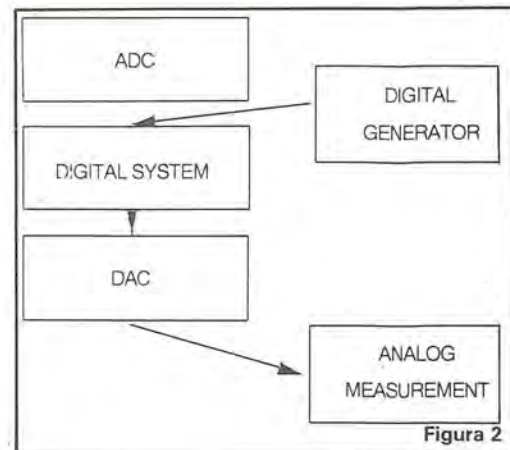 ADC
DIGITAL
GENERATOR
DIGITAL SYSTEM
DAC
ANALOG
MEASUREMENT
Figura 2